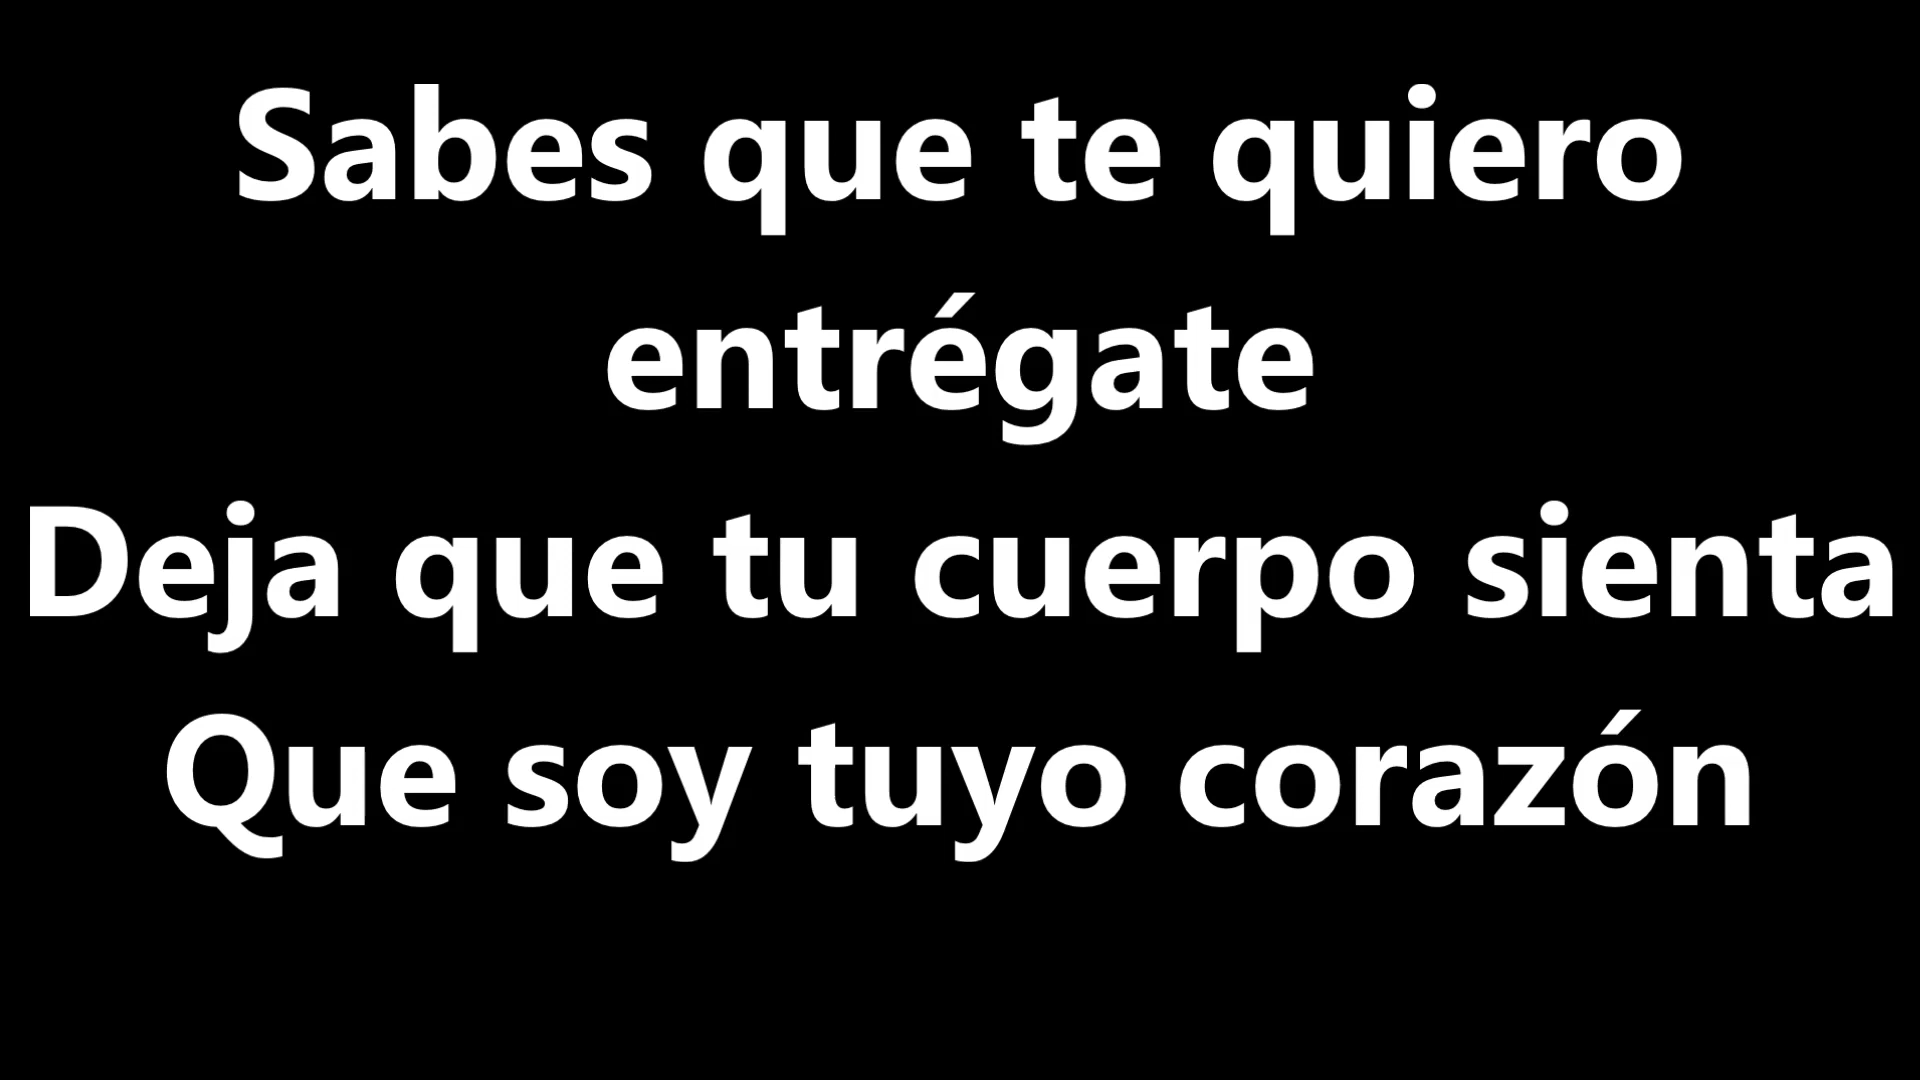 Sabes que te quiero
entrégate
Deja que tu cuerpo sienta
Que soy tuyo corazón